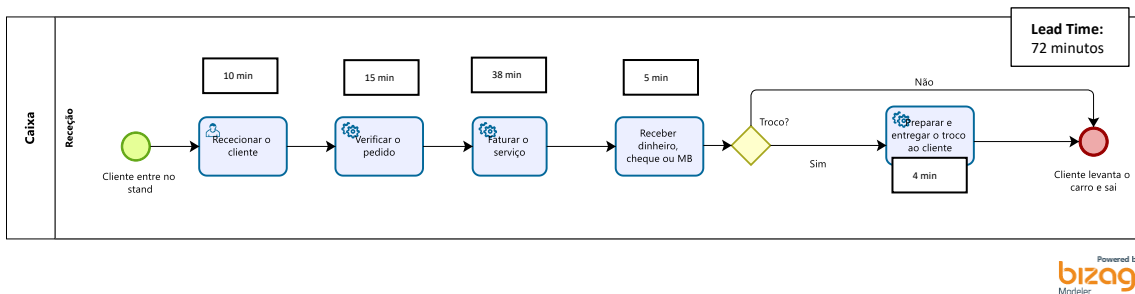 Lead Time:
72 minutos
Caixa
Receção
10 min
15 min
38 min
5 min
Rececionar o
cliente
Verificar o
pedido
Faturar o
serviço
Receber
dinheiro,
cheque ou MB
Troco?
Não
Sim
Preparar e
entregar o troco
ao cliente
4 min
Cliente entre no
stand
Cliente levanta o
carro e sai
Powered b
bizag
Modeler